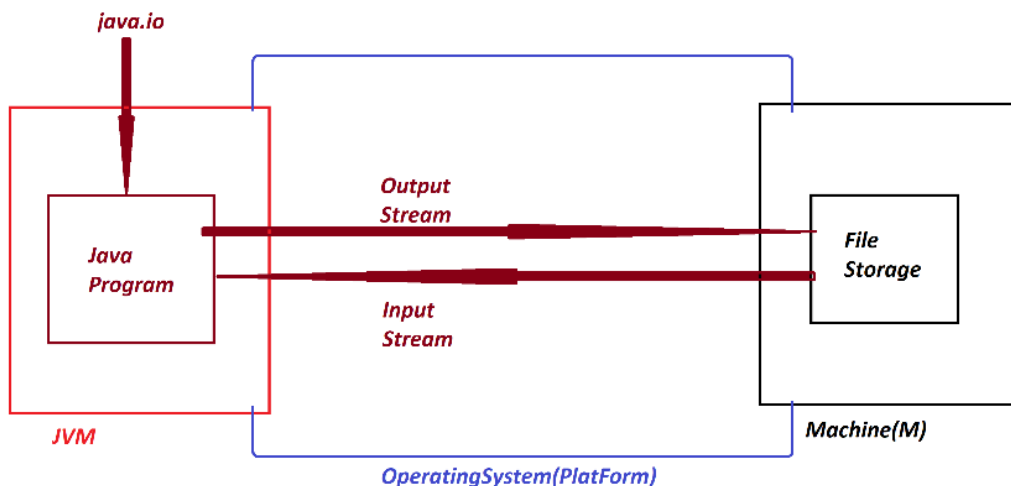 java.io
Output
Stream
Java
Program
File
Storage
Input
Stream
JVM
Machine(M)
OperatingSystem(PlatForm)